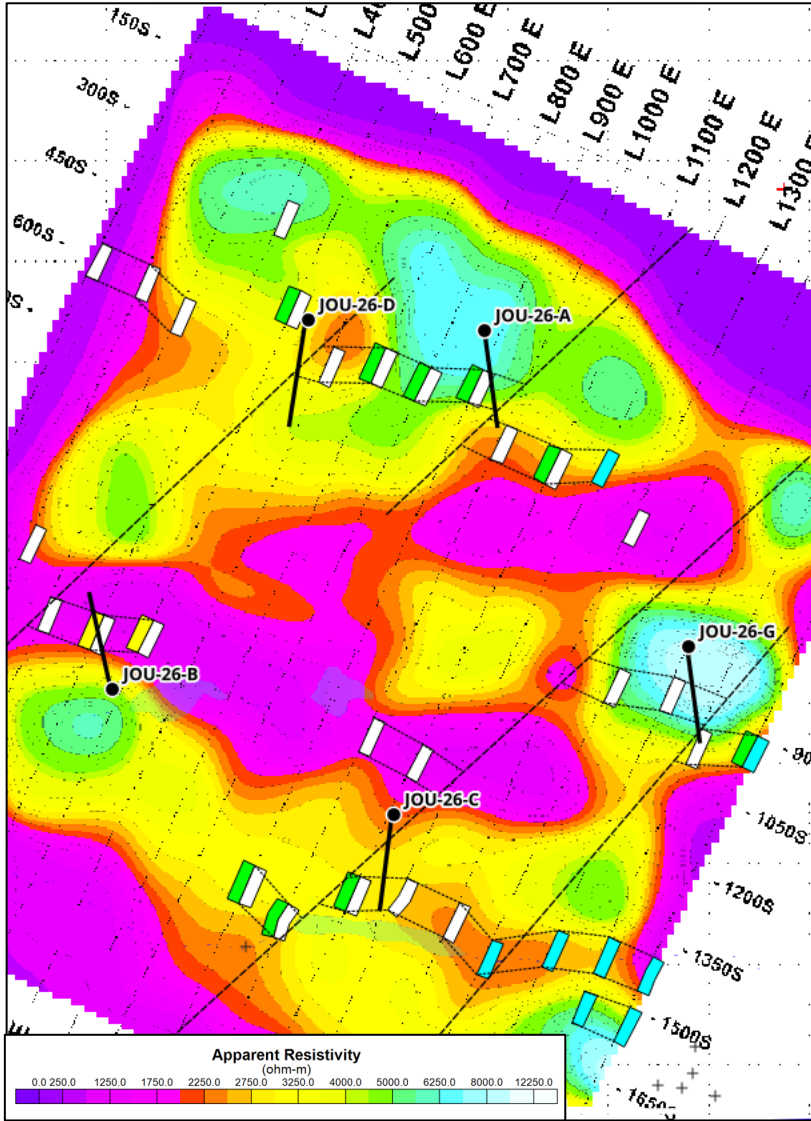 150S -
300S -
450S -
600S -
L500 E
L600 E
L700 E
L800 E
L900 E
L1000 E
L1100 E
L1200 E
L1300 E
JOU-26-D
JOU-26-A
JOU-26-G
JOU-26-B
JOU-26-C
- 1050S
- 1200S
- 1350S
- 1500S
- 1650S
Apparent Resistivity
(ohm-m)
0.0 250.0 1250.0 1750.0 2250.0 2750.0 3250.0 4000.0 5000.0 6250.0 8000.0 12250.0